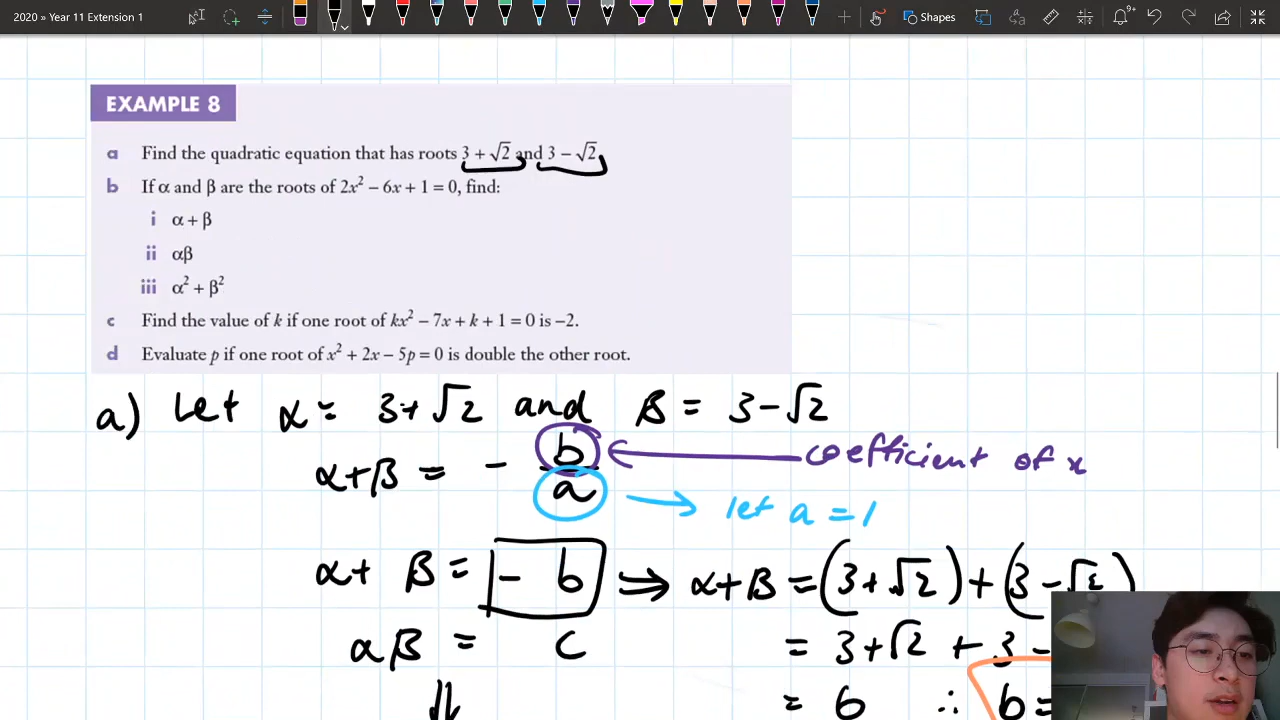 2020 » Year 11 Extension 1
Shapes
9+
EXAMPLE 8
a Find the quadratic equation that has roots 3 + √2 and 3 − √2.
b If α and β are the roots of 2x² − 6x + 1 = 0, find:
i α + β
ii αβ
iii α² + β²
c Find the value of k if one root of kx² − 7x + k + 1 = 0 is −2.
d Evaluate p if one root of x² + 2x − 5p = 0 is double the other root.
a) Let α = 3+√2 and β = 3−√2
α+β = − b/a ← coefficient of x
→ let a = 1
α+ β = − b ⇒ α+β = (3+√2)+(3−√2)
αβ = c = 3+√2 + 3 −
⇓ = 6 ∴ b =